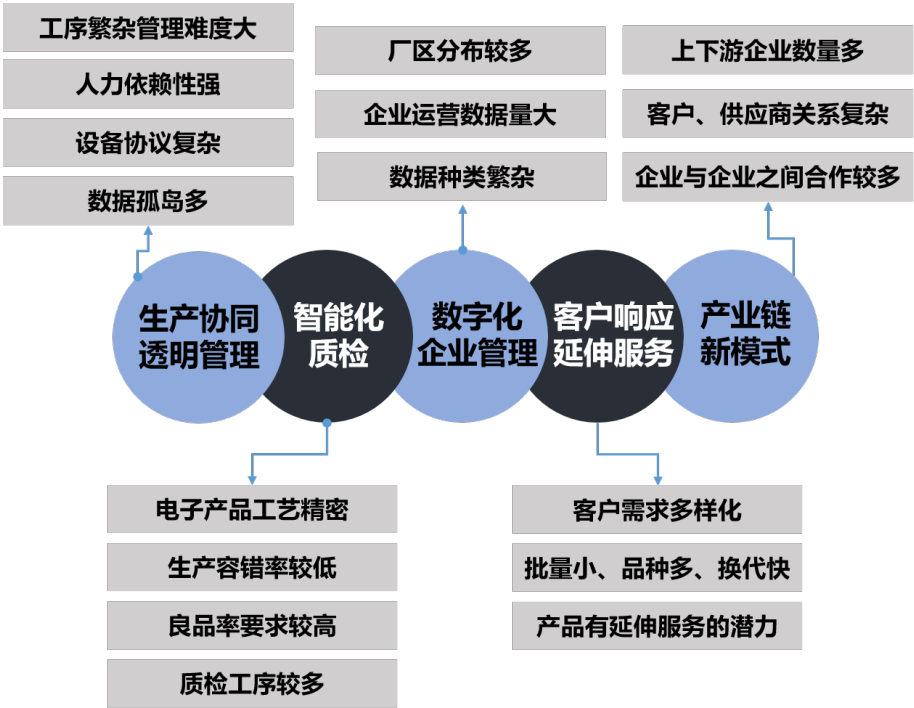 工序繁杂管理难度大
人力依赖性强
设备协议复杂
数据孤岛多
厂区分布较多
企业运营数据量大
数据种类繁杂
上下游企业数量多
客户、供应商关系复杂
企业与企业之间合作较多
生产协同
透明管理
智能化
质检
数字化
企业管理
客户响应
延伸服务
产业链
新模式
电子产品工艺精密
生产容错率较低
良品率要求较高
质检工序较多
客户需求多样化
批量小、品种多、换代快
产品有延伸服务的潜力